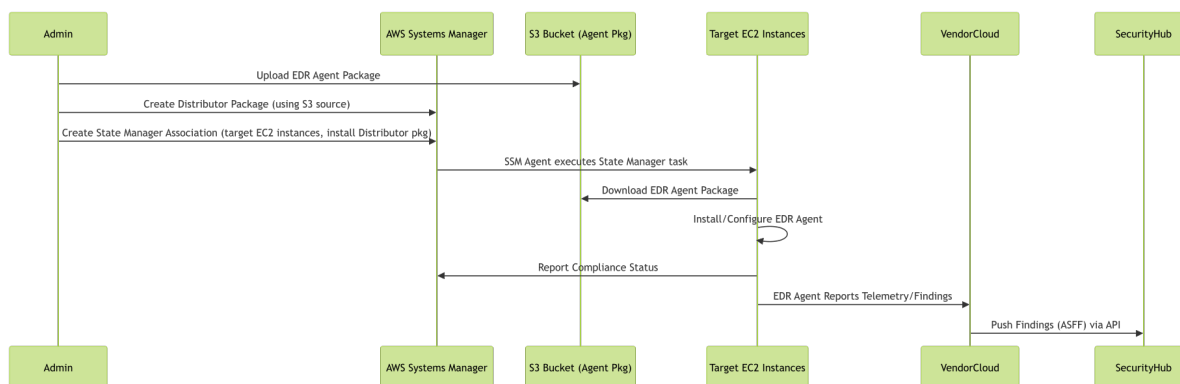 Admin
AWS Systems Manager
S3 Bucket (Agent Pkg)
Target EC2 Instances
VendorCloud
SecurityHub
Upload EDR Agent Package
Create Distributor Package (using S3 source)
Create State Manager Association (target EC2 instances, install Distributor pkg)
SSM Agent executes State Manager task
Download EDR Agent Package
Install/Configure EDR Agent
Report Compliance Status
EDR Agent Reports Telemetry/Findings
Push Findings (ASFF) via API
Admin
AWS Systems Manager
S3 Bucket (Agent Pkg)
Target EC2 Instances
VendorCloud
SecurityHub